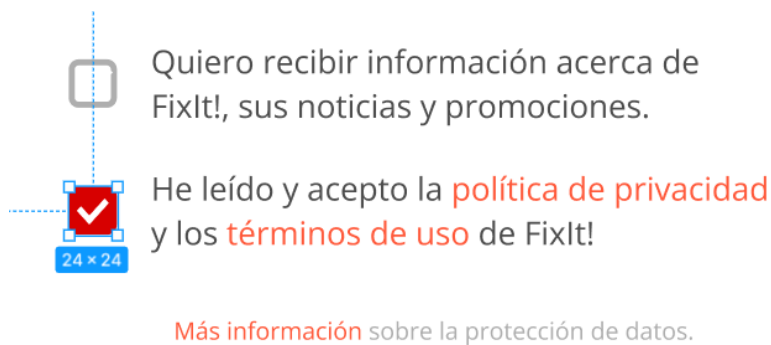 Quiero recibir información acerca de
FixIt!, sus noticias y promociones.
He leído y acepto la política de privacidad
y los términos de uso de FixIt!
24 × 24
Más información sobre la protección de datos.